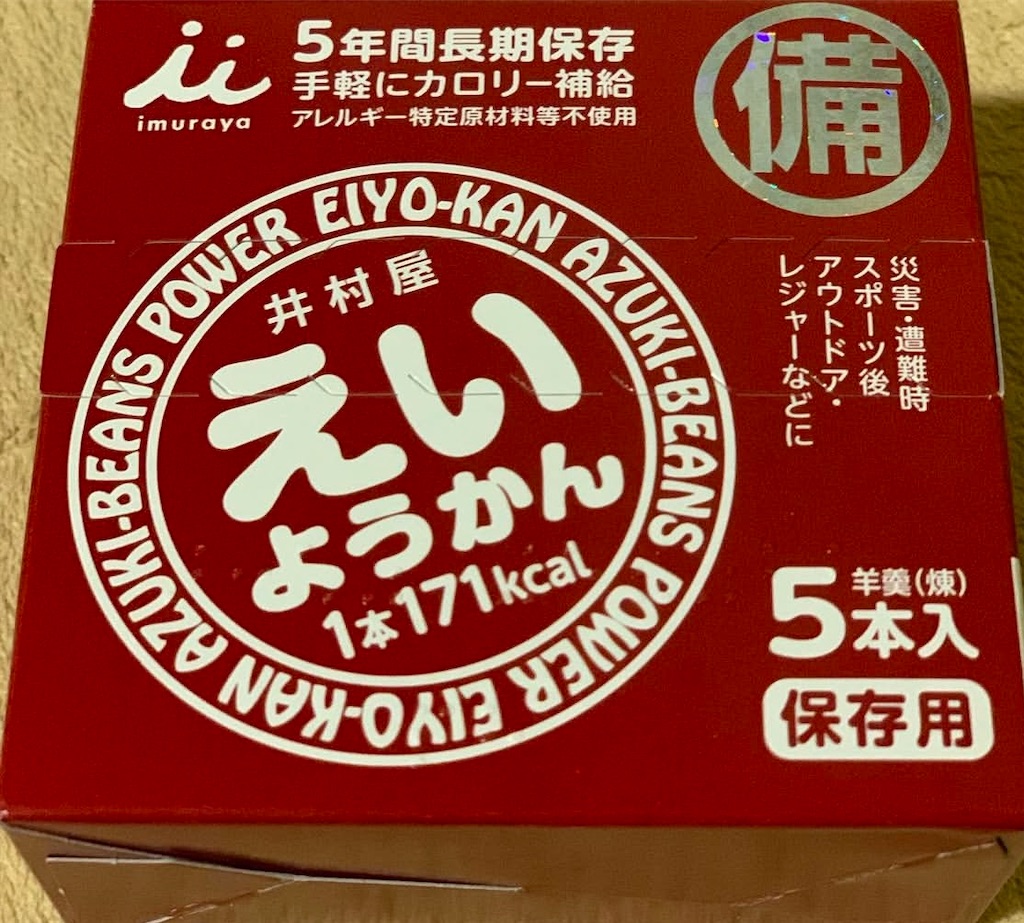 imuraya
5年間長期保存
手軽にカロリー補給
アレルギー特定原材料等不使用
備
災害・遭難時
スポーツ後
アウトドア・
レジャーなどに
AZUKI-BEANS POWER EIYO-KAN AZUKI-BEANS POWER EIYO-KAN
井村屋
えい
ようかん
1本171kcal
羊羹(煉)
5本入
保存用